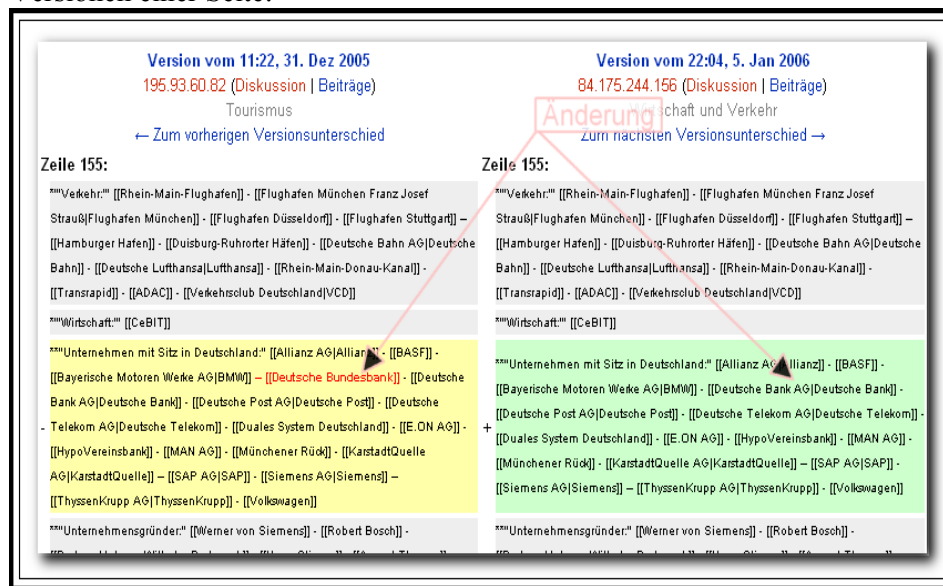 Versionen einer Seite:
Version vom 11:22, 31. Dez 2005
195.93.60.82 (Diskussion | Beiträge)
Tourismus
← Zum vorherigen Versionsunterschied
Version vom 22:04, 5. Jan 2006
84.175.244.156 (Diskussion | Beiträge)
schaft und Verkehr
Zum nächsten Versionsunterschied →
Änderung
Zeile 155:
**'''Verkehr:''' [[Rhein-Main-Flughafen]] - [[Flughafen München Franz Josef
Strauß|Flughafen München]] - [[Flughafen Düsseldorf]] - [[Flughafen Stuttgart]] –
[[Hamburger Hafen]] - [[Duisburg-Ruhrorter Häfen]] - [[Deutsche Bahn AG|Deutsche
Bahn]] - [[Deutsche Lufthansa|Lufthansa]] - [[Rhein-Main-Donau-Kanal]] -
[[Transrapid]] - [[ADAC]] - [[Verkehrsclub Deutschland|VCD]]
**'''Wirtschaft:''' [[CeBIT]]
- ***'''Unternehmen mit Sitz in Deutschland:''' [[Allianz AG|Allianz]] - [[BASF]] -
[[Bayerische Motoren Werke AG|BMW]] – [[Deutsche Bundesbank]] - [[Deutsche
Bank AG|Deutsche Bank]] - [[Deutsche Post AG|Deutsche Post]] - [[Deutsche
Telekom AG|Deutsche Telekom]] - [[Duales System Deutschland]] - [[E.ON AG]] -
[[HypoVereinsbank]] - [[MAN AG]] - [[Münchener Rück]] - [[KarstadtQuelle
AG|KarstadtQuelle]] – [[SAP AG|SAP]] - [[Siemens AG|Siemens]] –
[[ThyssenKrupp AG|ThyssenKrupp]] - [[Volkswagen]]
***'''Unternehmensgründer:''' [[Werner von Siemens]] - [[Robert Bosch]] -
Zeile 155:
**'''Verkehr:''' [[Rhein-Main-Flughafen]] - [[Flughafen München Franz Josef
Strauß|Flughafen München]] - [[Flughafen Düsseldorf]] - [[Flughafen Stuttgart]] –
[[Hamburger Hafen]] - [[Duisburg-Ruhrorter Häfen]] - [[Deutsche Bahn AG|Deutsche
Bahn]] - [[Deutsche Lufthansa|Lufthansa]] - [[Rhein-Main-Donau-Kanal]] -
[[Transrapid]] - [[ADAC]] - [[Verkehrsclub Deutschland|VCD]]
**'''Wirtschaft:''' [[CeBIT]]
+ ***'''Unternehmen mit Sitz in Deutschland:''' [[Allianz AG|Allianz]] - [[BASF]] -
[[Bayerische Motoren Werke AG|BMW]] - [[Deutsche Bank AG|Deutsche Bank]] -
[[Deutsche Post AG|Deutsche Post]] - [[Deutsche Telekom AG|Deutsche Telekom]] -
[[Duales System Deutschland]] - [[E.ON AG]] - [[HypoVereinsbank]] - [[MAN AG]] -
[[Münchener Rück]] - [[KarstadtQuelle AG|KarstadtQuelle]] – [[SAP AG|SAP]] -
[[Siemens AG|Siemens]] – [[ThyssenKrupp AG|ThyssenKrupp]] - [[Volkswagen]]
***'''Unternehmensgründer:''' [[Werner von Siemens]] - [[Robert Bosch]] -